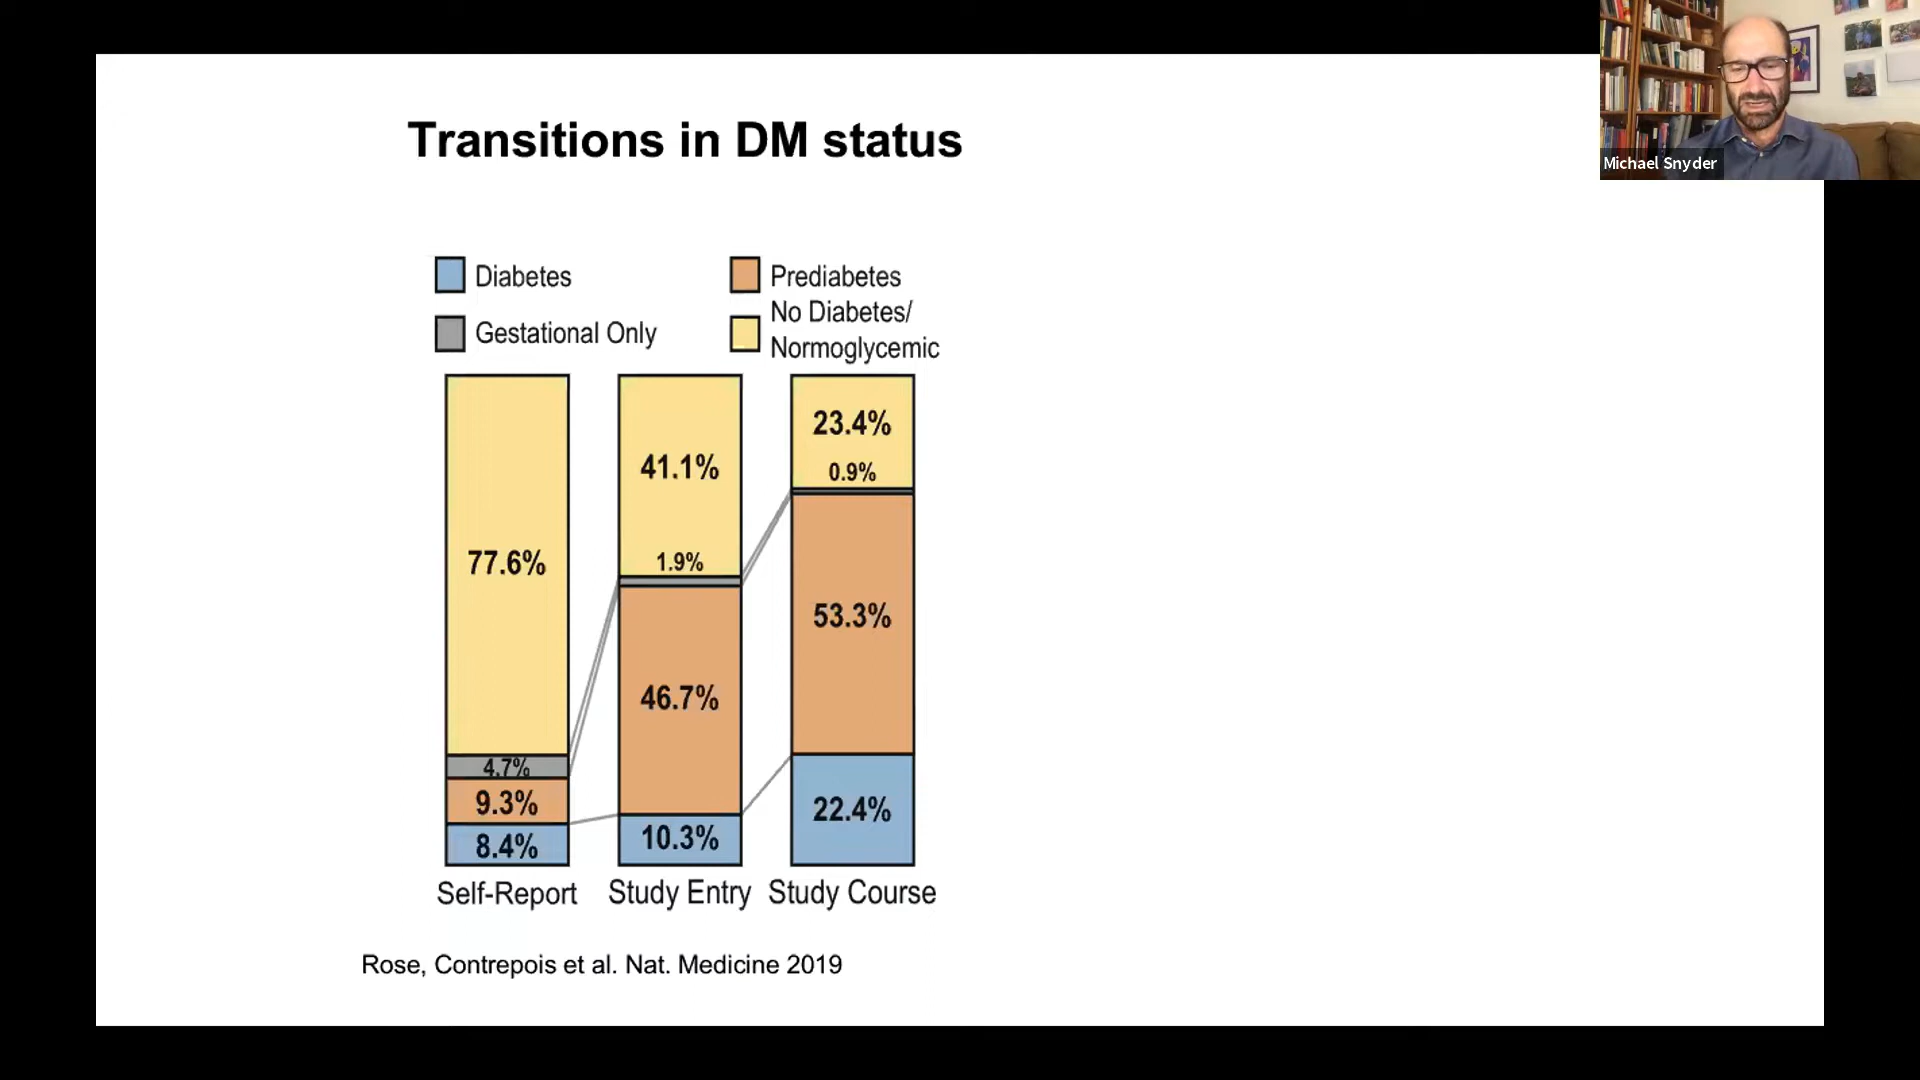 Michael Snyder
Transitions in DM status
Diabetes
Prediabetes
Gestational Only
No Diabetes/
Normoglycemic
77.6%
4.7%
9.3%
8.4%
41.1%
1.9%
46.7%
10.3%
23.4%
0.9%
53.3%
22.4%
Self-Report
Study Entry
Study Course
Rose, Contrepois et al. Nat. Medicine 2019